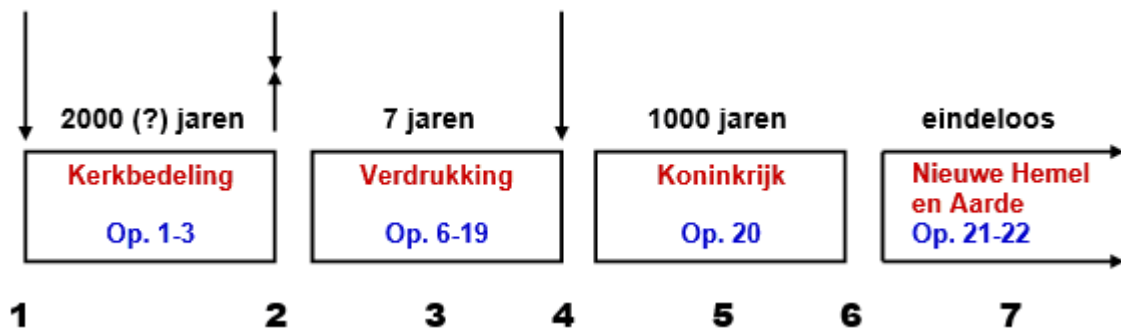 2000 (?) jaren
7 jaren
1000 jaren
eindeloos
Kerkbedeling
Op. 1-3
Verdrukking
Op. 6-19
Koninkrijk
Op. 20
Nieuwe Hemel
en Aarde
Op. 21-22
1
2
3
4
5
6
7